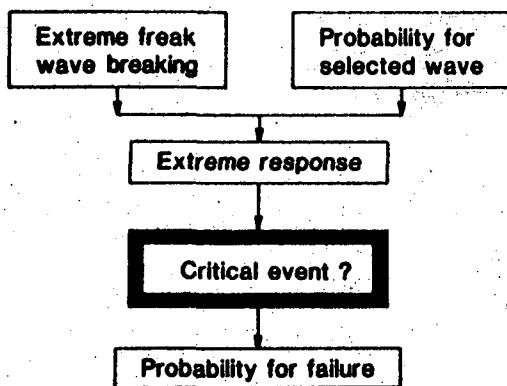 Extreme freak
wave breaking
Probability for
selected wave
Extreme response
Critical event ?
Probability for failure